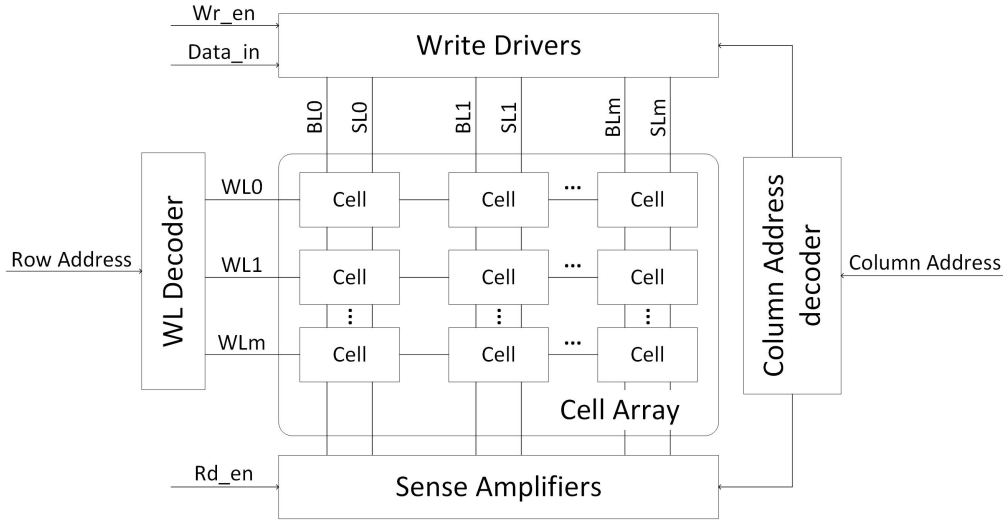 Wr_en
Data_in
Write Drivers
BL0
SL0
BL1
SL1
BLm
SLm
WL Decoder
Row Address
WL0
Cell
Cell
...
Cell
WL1
Cell
Cell
...
Cell
...
...
...
WLm
Cell
Cell
...
Cell
Cell Array
Column Address
decoder
Column Address
Rd_en
Sense Amplifiers